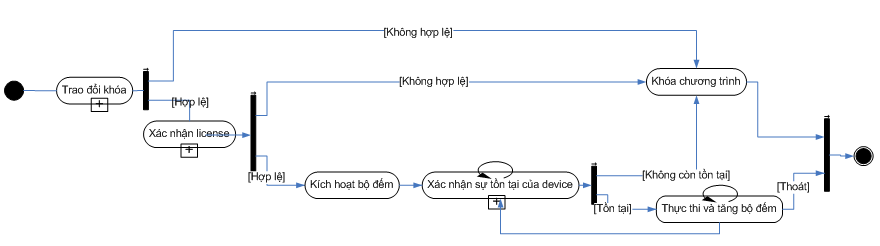 [Không hợp lệ]
Trao đổi khóa
[Không hợp lệ]
Khóa chương trình
[Hợp lệ]
Xác nhận license
[Hợp lệ]
Kích hoạt bộ đếm
Xác nhận sự tồn tại của device
[Không còn tồn tại]
[Thoát]
[Tồn tại]
Thực thi và tăng bộ đếm